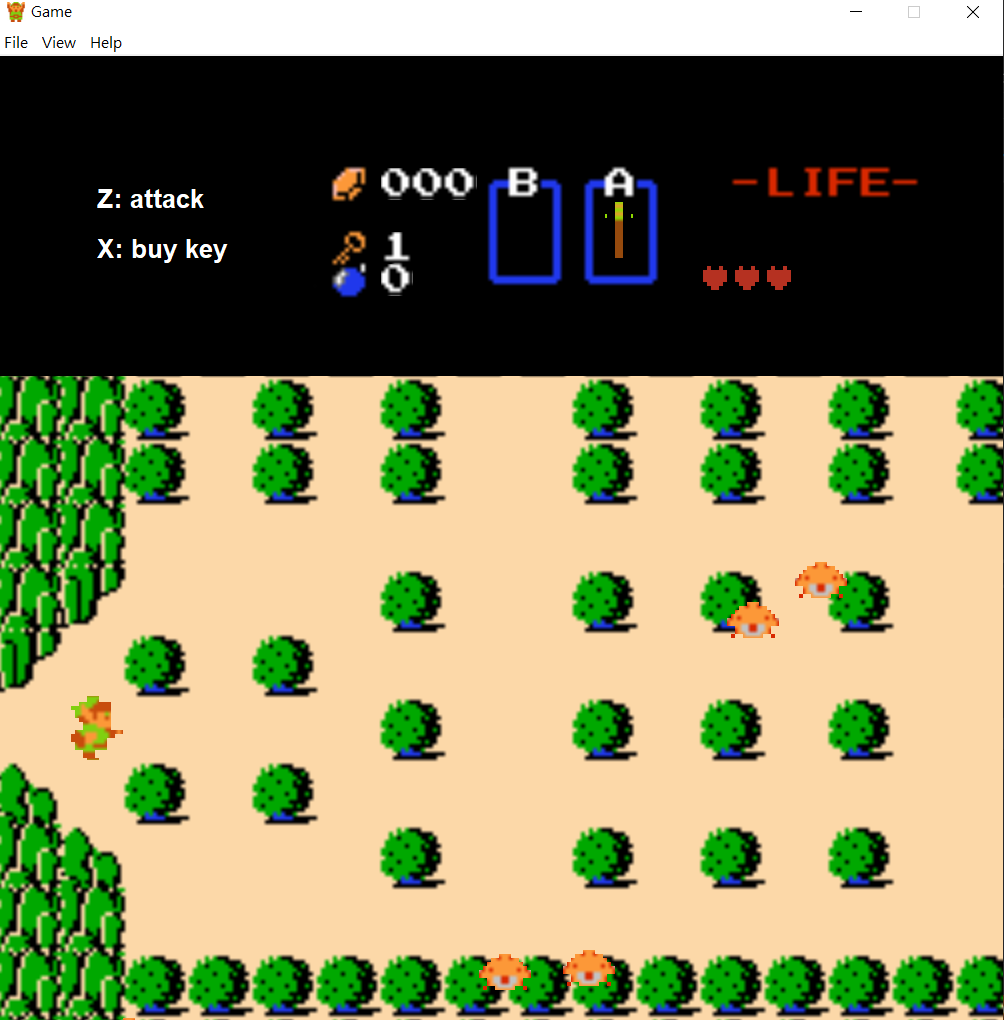 Game
File View Help
Z: attack
X: buy key
000
1
0
B A
-LIFE-